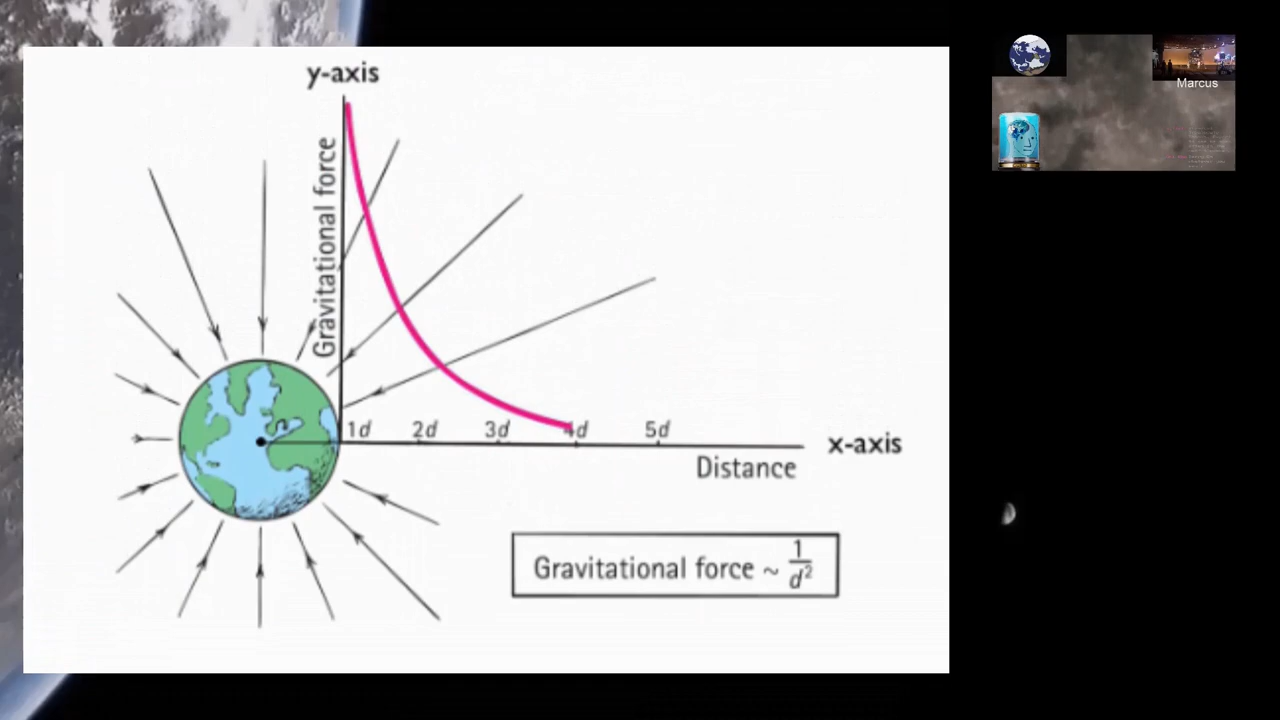 y-axis
Gravitational force
1d 2d 3d 4d 5d
x-axis
Distance
Gravitational force ~ 1/d²
Marcus